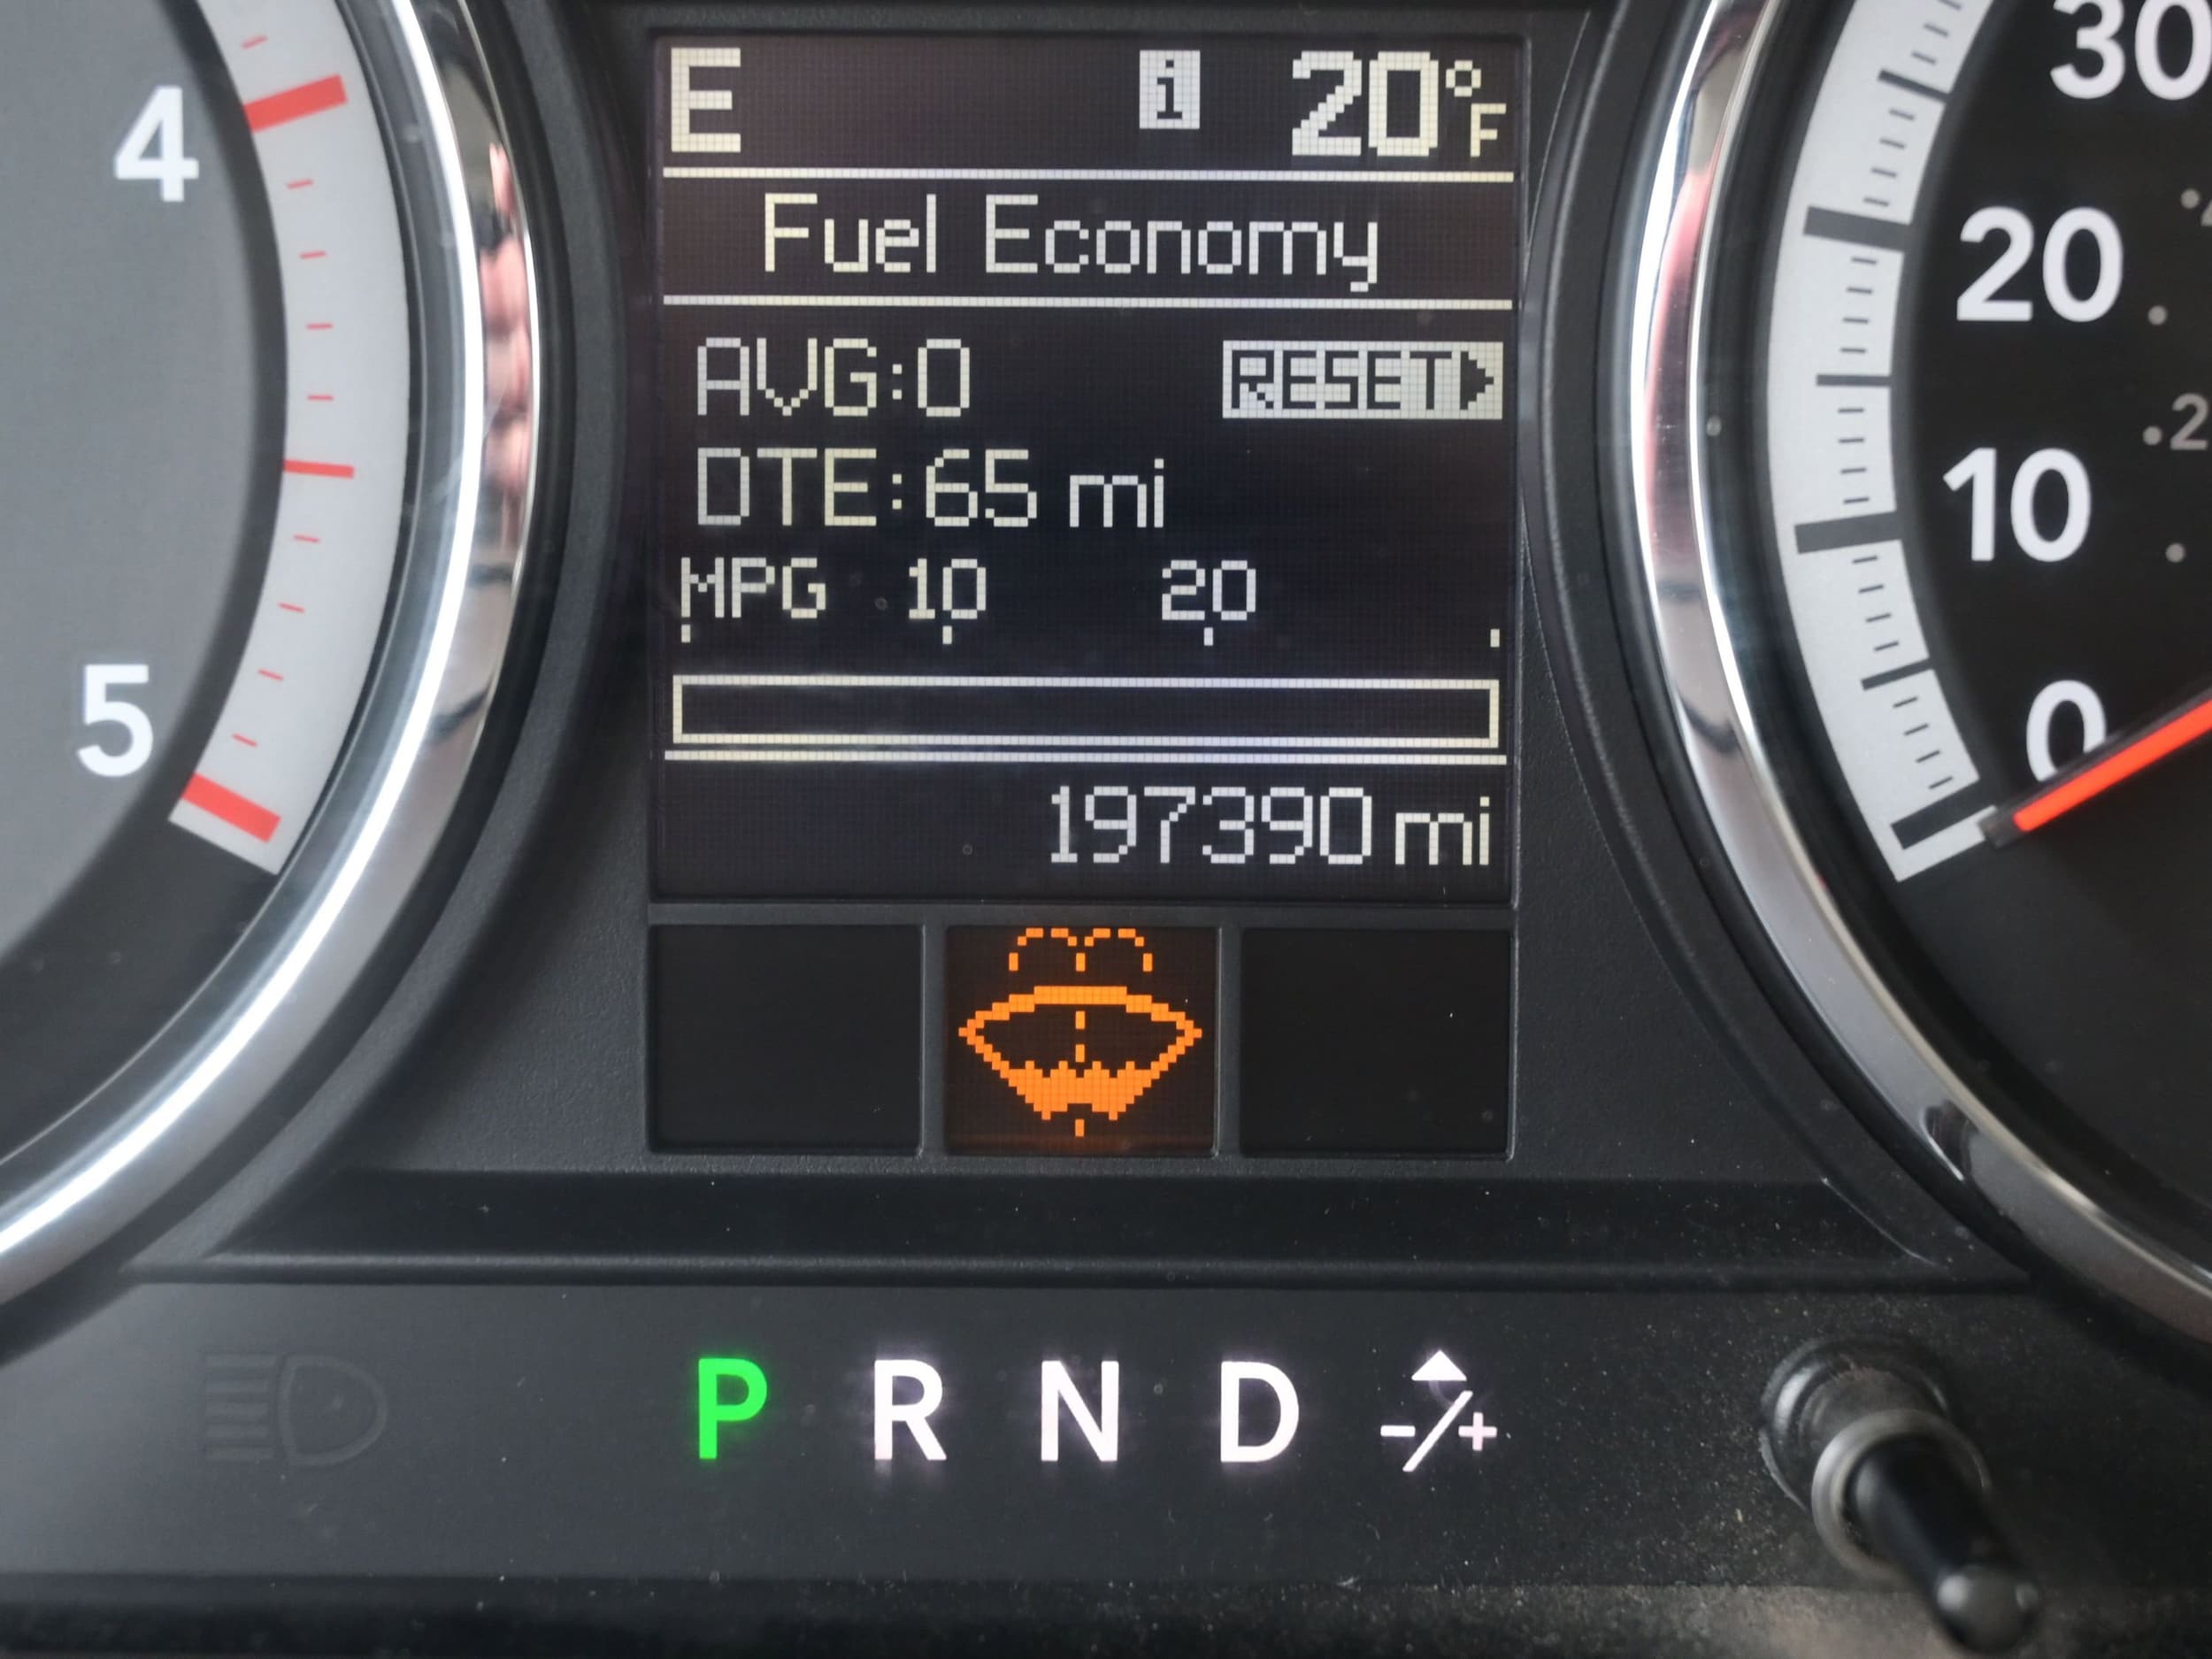 4
5
E i 20°F
Fuel Economy
AVG:0 RESET
DTE:65 mi
MPG 10 20
197390 mi
P R N D -/+
30
20
10
0
2